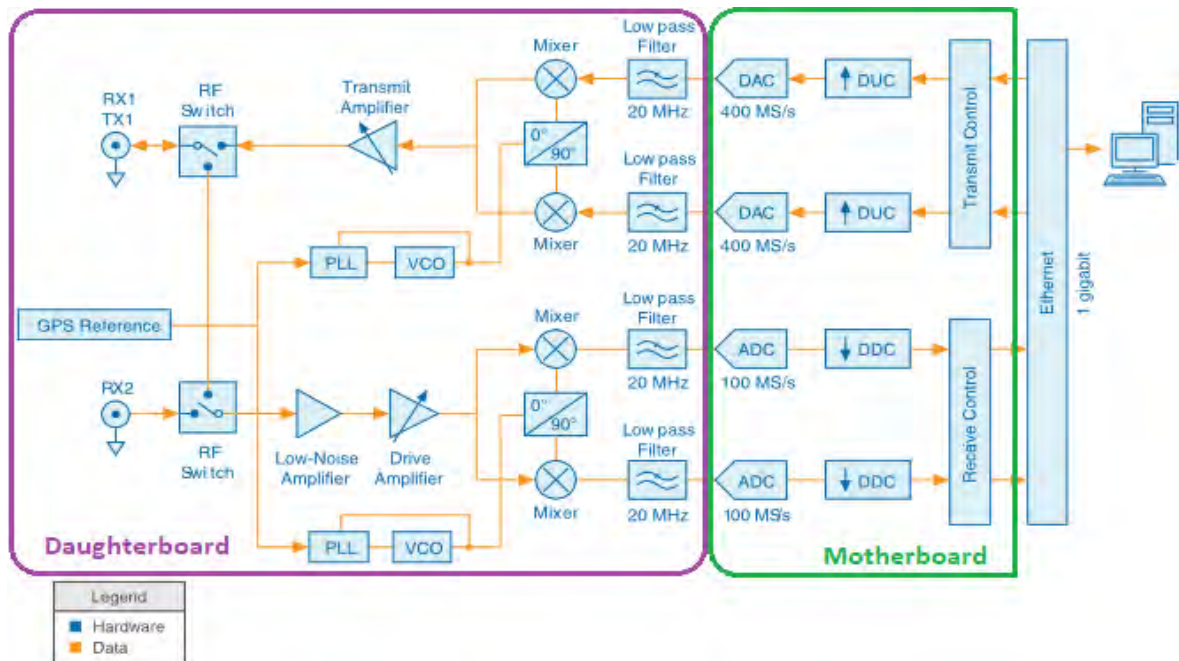 Low pass
Filter
Mixer
DAC
DUC
20 MHz
400 MS/s
Transmit
Amplifier
RF
Switch
RX1
TX1
0°
90°
Transmit Control
Low pass
Filter
DAC
DUC
Mixer
20 MHz
400 MS/s
PLL
VCO
GPS Reference
Low pass
Filter
Mixer
ADC
DDC
20 MHz
100 MS/s
RX2
RF
Switch
Low-Noise
Amplifier
Drive
Amplifier
0°
90°
Receive Control
Low pass
Filter
ADC
DDC
Mixer
20 MHz
100 MS/s
PLL
VCO
Ethernet
1 gigabit
Daughterboard
Motherboard
Legend
Hardware
Data